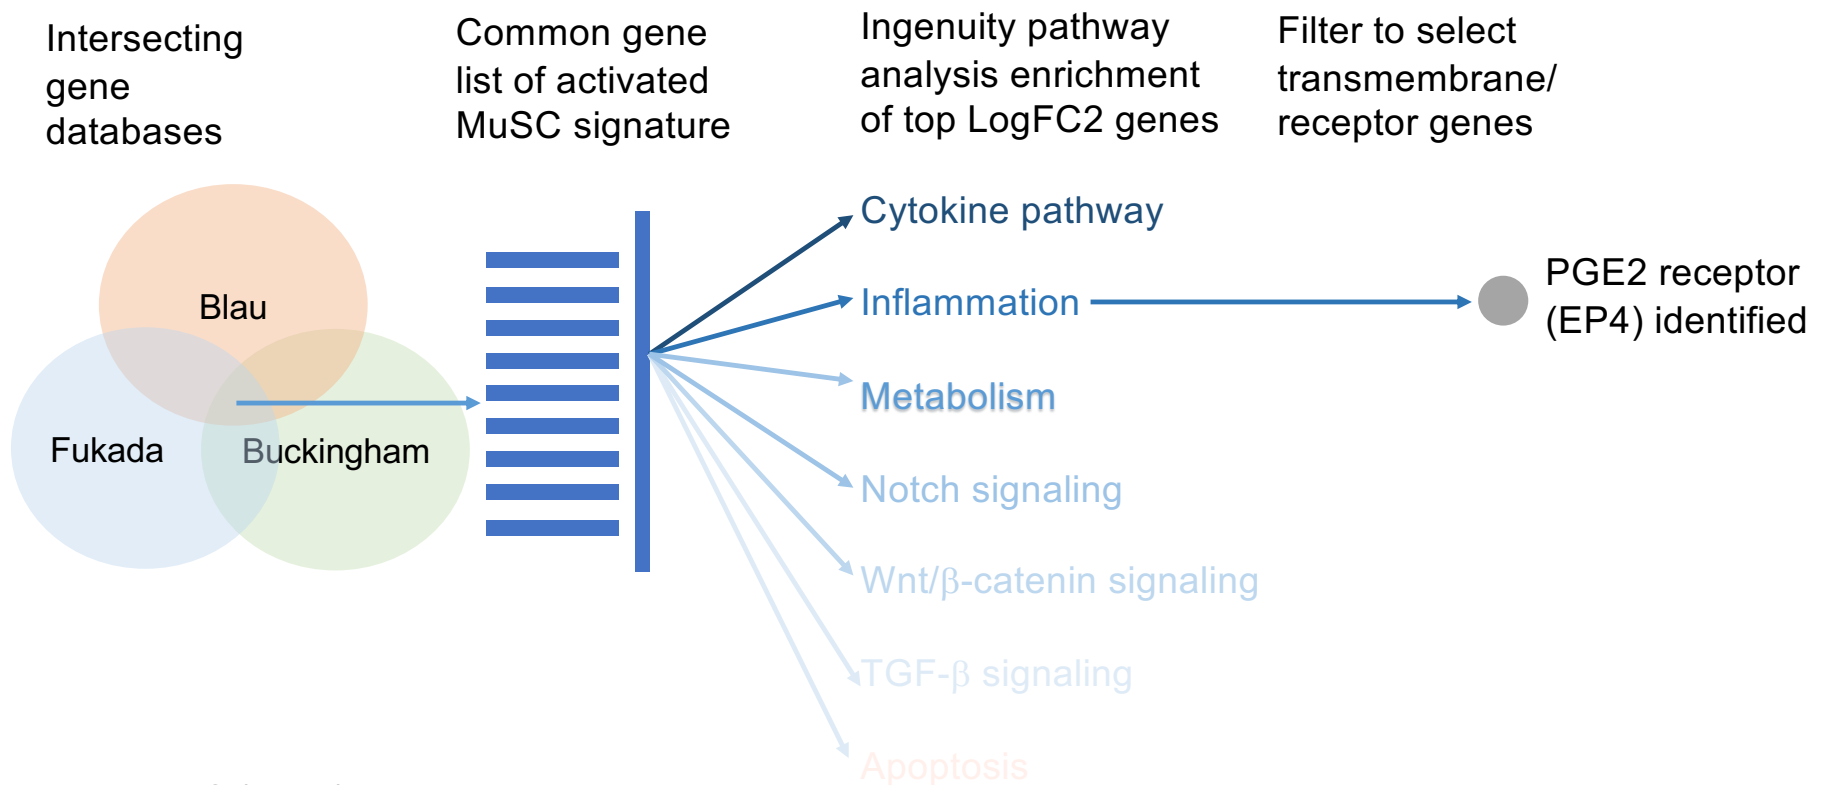 Intersecting
gene
databases
Common gene
list of activated
MuSC signature
Ingenuity pathway
analysis enrichment
of top LogFC2 genes
Filter to select
transmembrane/
receptor genes
Blau
Fukada
Buckingham
Cytokine pathway
Inflammation
Metabolism
Notch signaling
Wnt/β-catenin signaling
TGF-β signaling
Apoptosis
PGE2 receptor
(EP4) identified